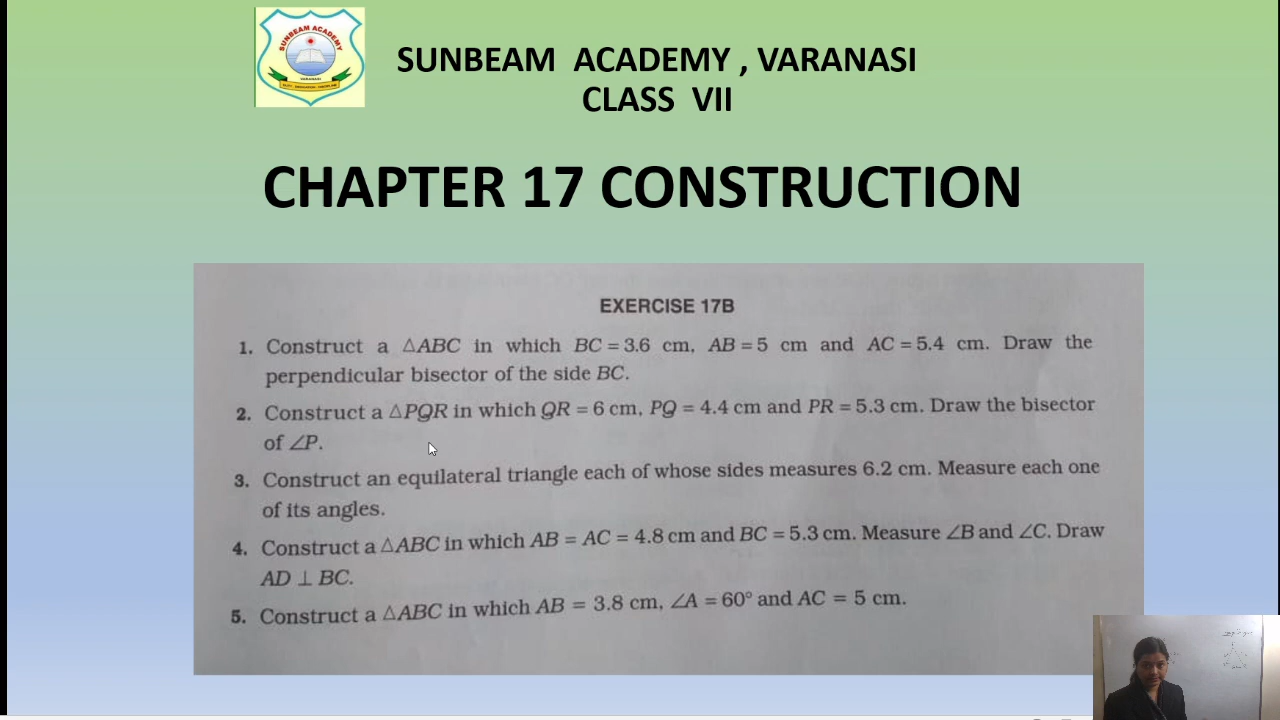 SUNBEAM ACADEMY
VARANASI
SUNBEAM ACADEMY , VARANASI
CLASS VII
CHAPTER 17 CONSTRUCTION
EXERCISE 17B
1. Construct a △ABC in which BC = 3.6 cm, AB = 5 cm and AC = 5.4 cm. Draw the
perpendicular bisector of the side BC.
2. Construct a △PQR in which QR = 6 cm, PQ = 4.4 cm and PR = 5.3 cm. Draw the bisector
of ∠P.
3. Construct an equilateral triangle each of whose sides measures 6.2 cm. Measure each one
of its angles.
4. Construct a △ABC in which AB = AC = 4.8 cm and BC = 5.3 cm. Measure ∠B and ∠C. Draw
AD ⊥ BC.
5. Construct a △ABC in which AB = 3.8 cm, ∠A = 60° and AC = 5 cm.